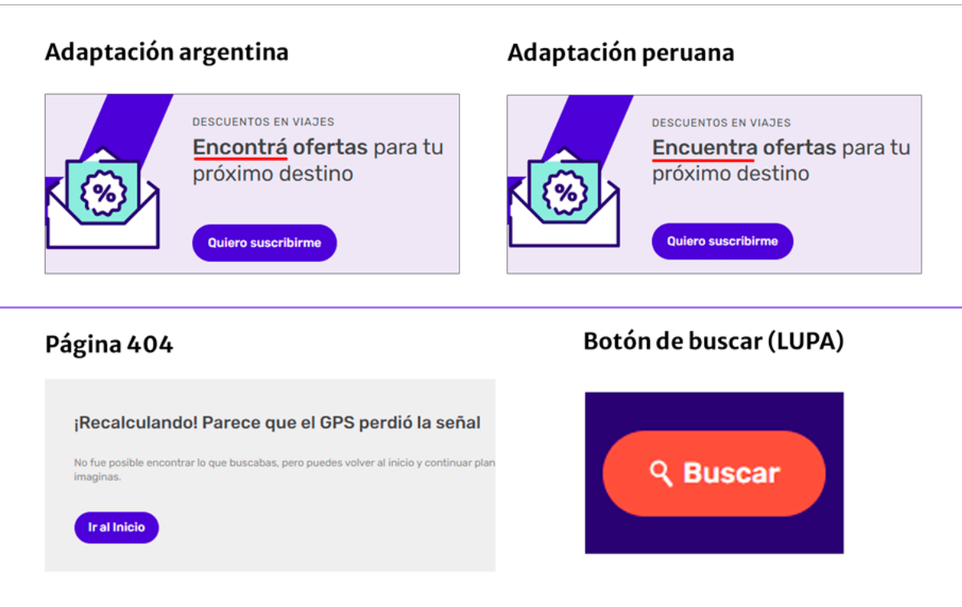 Adaptación argentina
DESCUENTOS EN VIAJES
Encontrá ofertas para tu
próximo destino
%
Quiero suscribirme
Adaptación peruana
DESCUENTOS EN VIAJES
Encuentra ofertas para tu
próximo destino
%
Quiero suscribirme
Página 404
¡Recalculando! Parece que el GPS perdió la señal
No fue posible encontrar lo que buscabas, pero puedes volver al inicio y continuar plan
imaginas.
Ir al Inicio
Botón de buscar (LUPA)
Buscar